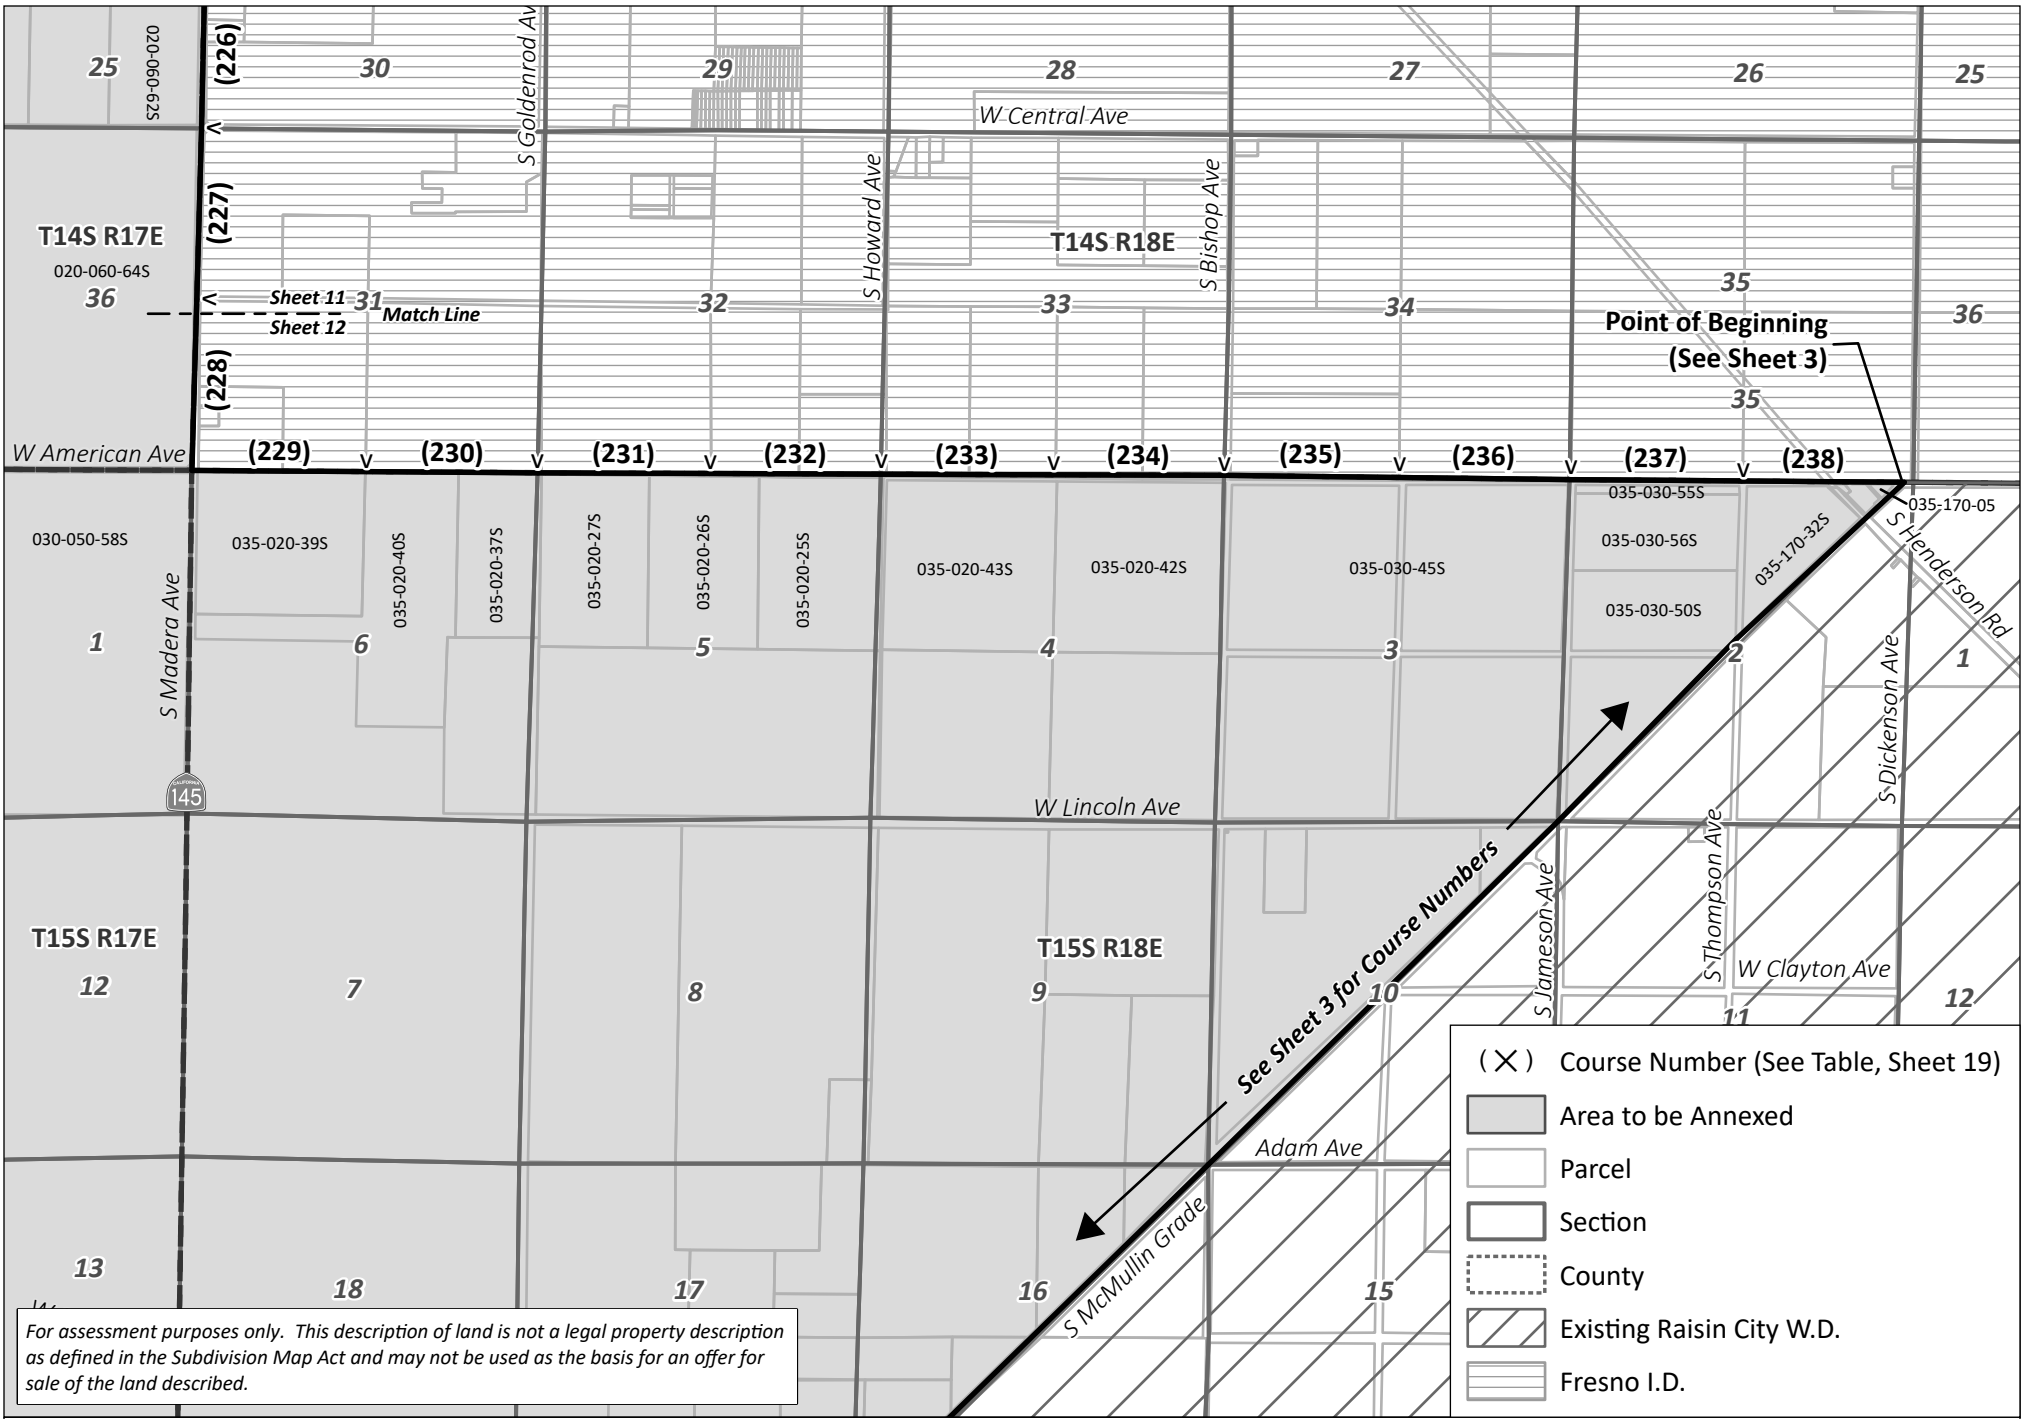 25
020-060-62S
(226)
30
S Goldenrod Av
29
28
27
26
25
W Central Ave
T14S R17E
020-060-64S
36
(227)
S Howard Ave
T14S R18E
S Bishop Ave
Sheet 11
31
Match Line
Sheet 12
32
33
34
35
36
Point of Beginning
(See Sheet 3)
35
(228)
W American Ave
(229)
(230)
(231)
(232)
(233)
(234)
(235)
(236)
(237)
(238)
030-050-58S
035-020-39S
035-020-40S
035-020-37S
035-020-27S
035-020-26S
035-020-25S
035-020-43S
035-020-42S
035-030-45S
035-030-55S
035-030-56S
035-030-50S
035-170-32S
035-170-05
S Henderson Rd
1
S Madera Ave
6
5
4
3
2
1
S Dickenson Ave
CALIFORNIA
145
W Lincoln Ave
See Sheet 3 for Course Numbers
S Jameson Ave
S Thompson Ave
T15S R17E
12
7
8
T15S R18E
9
10
W Clayton Ave
11
12
Adam Ave
S McMullin Grade
13
18
17
16
15
W
For assessment purposes only. This description of land is not a legal property description
as defined in the Subdivision Map Act and may not be used as the basis for an offer for
sale of the land described.
(X) Course Number (See Table, Sheet 19)
Area to be Annexed
Parcel
Section
County
Existing Raisin City W.D.
Fresno I.D.